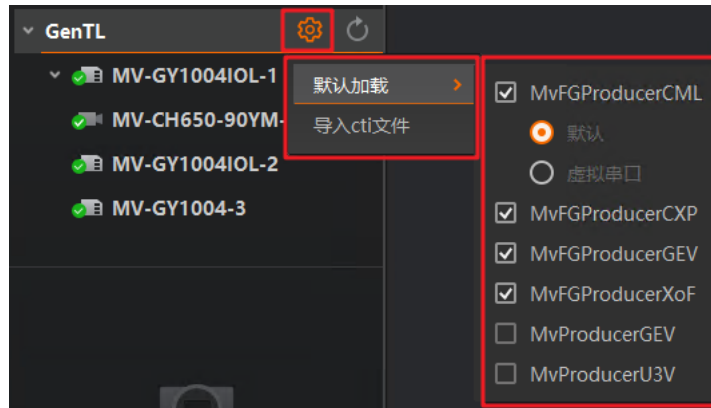 GenTL
MV-GY1004IOL-1
MV-CH650-90YM-
MV-GY1004IOL-2
MV-GY1004-3
默认加载
导入cti文件
MvFGProducerCML
默认
虚拟串口
MvFGProducerCXP
MvFGProducerGEV
MvFGProducerXoF
MvProducerGEV
MvProducerU3V